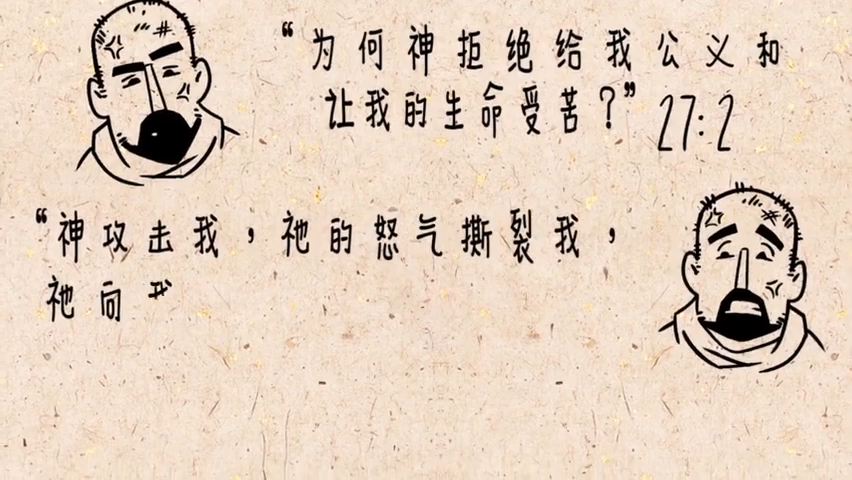 “为何神拒绝给我公义和
让我的生命受苦？”27:2
“神攻击我，祂的怒气撕裂我，
祂向